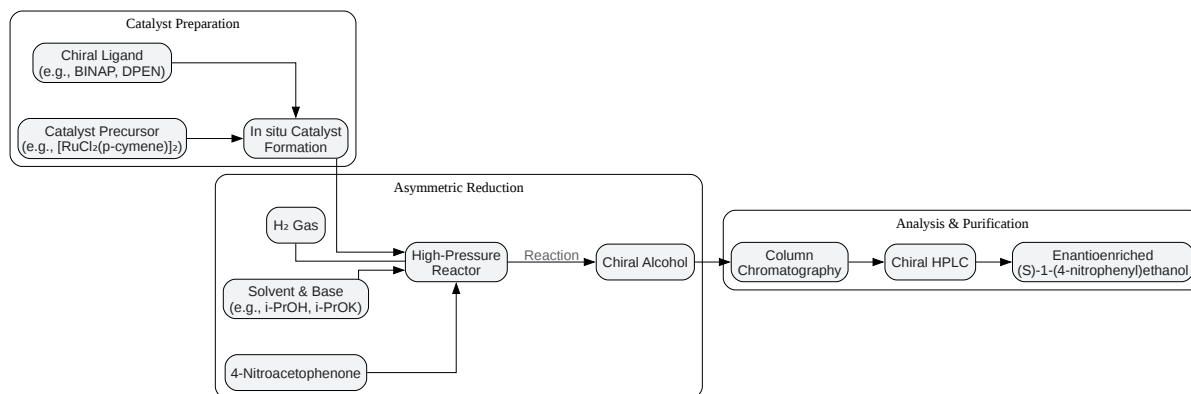 Catalyst Preparation
Chiral Ligand
(e.g., BINAP, DPEN)
Catalyst Precursor
(e.g., [RuCl₂(p-cymene)]₂)
In situ Catalyst
Formation
Asymmetric Reduction
H₂ Gas
Solvent & Base
(e.g., i-PrOH, i-PrOK)
4-Nitroacetophenone
High-Pressure
Reactor
Reaction
Chiral Alcohol
Analysis & Purification
Column
Chromatography
Chiral HPLC
Enantioenriched
(S)-1-(4-nitrophenyl)ethanol